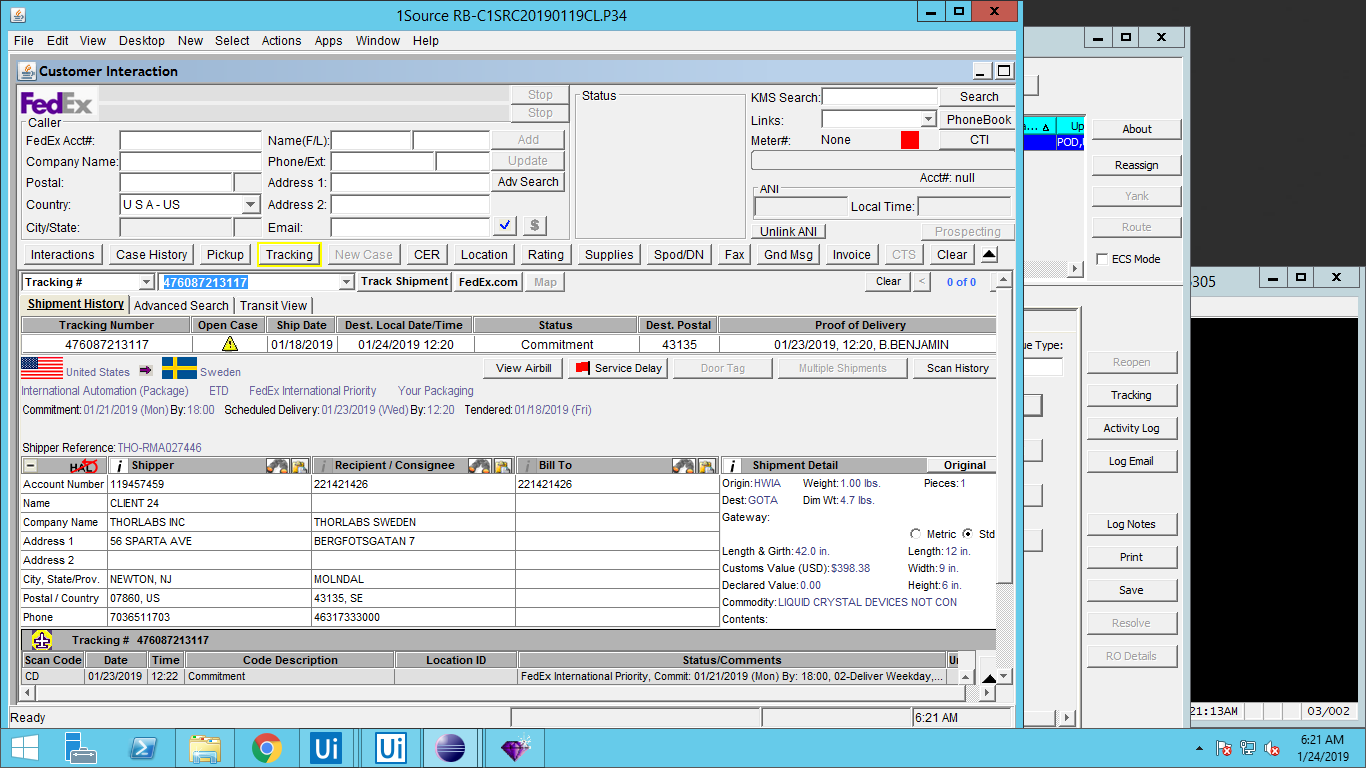 1Source RB-C1SRC20190119CL.P34
File Edit View Desktop New Select Actions Apps Window Help
Customer Interaction
FedEx
Stop
Stop
Caller
FedEx Acct#:
Name(F/L):
Add
Company Name:
Phone/Ext:
Update
Postal:
Address 1:
Adv Search
Country:
U S A - US
Address 2:
City/State:
Email:
$
Status
KMS Search:
Search
Links:
PhoneBook
Meter#: None
CTI
Acct#: null
ANI
Local Time:
Unlink ANI
Prospecting
Interactions Case History Pickup Tracking New Case CER Location Rating Supplies Spod/DN Fax Gnd Msg Invoice CTS Clear
Tracking # 476087213117 Track Shipment FedEx.com Map Clear < 0 of 0
Shipment History Advanced Search Transit View
Tracking Number Open Case Ship Date Dest. Local Date/Time Status Dest. Postal Proof of Delivery
476087213117 01/18/2019 01/24/2019 12:20 Commitment 43135 01/23/2019, 12:20, B.BENJAMIN
United States Sweden View Airbill Service Delay Door Tag Multiple Shipments Scan History
International Automation (Package) ETD FedEx International Priority Your Packaging
Commitment: 01/21/2019 (Mon) By: 18:00 Scheduled Delivery: 01/23/2019 (Wed) By: 12:20 Tendered: 01/18/2019 (Fri)
Shipper Reference: THO-RMA027446
HAL i Shipper i Recipient / Consignee i Bill To
Account Number 119457459 221421426 221421426
Name CLIENT 24
Company Name THORLABS INC THORLABS SWEDEN
Address 1 56 SPARTA AVE BERGFOTSGATAN 7
Address 2
City, State/Prov. NEWTON, NJ MOLNDAL
Postal / Country 07860, US 43135, SE
Phone 7036511703 46317333000
i Shipment Detail Original
Origin: HWIA Weight: 1.00 lbs. Pieces: 1
Dest: GOTA Dim Wt: 4.7 lbs.
Gateway:
Metric Std
Length & Girth: 42.0 in. Length: 12 in.
Customs Value (USD): $398.38 Width: 9 in.
Declared Value: 0.00 Height: 6 in.
Commodity: LIQUID CRYSTAL DEVICES NOT CON
Contents:
Tracking # 476087213117
Scan Code Date Time Code Description Location ID Status/Comments
CD 01/23/2019 12:22 Commitment FedEx International Priority, Commit: 01/21/2019 (Mon) By: 18:00, 02-Deliver Weekday,...
Ready
6:21 AM
a... Up
POD,
About
Reassign
Yank
Route
ECS Mode
ue Type:
Reopen
Tracking
Activity Log
Log Email
Log Notes
Print
Save
Resolve
RO Details
305
21:13AM 03/002
Ui
Ui
6:21 AM
1/24/2019